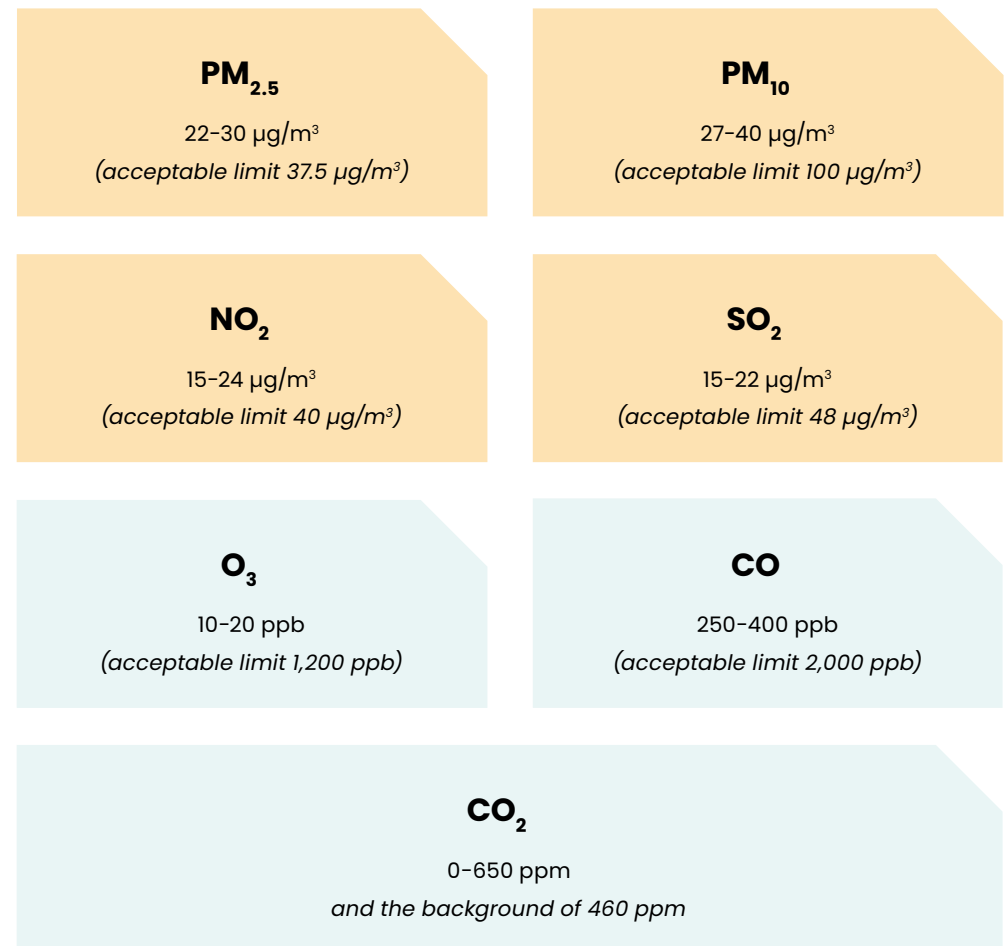 PM₂.₅
22-30 µg/m³
(acceptable limit 37.5 µg/m³)
PM₁₀
27-40 µg/m³
(acceptable limit 100 µg/m³)
NO₂
15-24 µg/m³
(acceptable limit 40 µg/m³)
SO₂
15-22 µg/m³
(acceptable limit 48 µg/m³)
O₃
10-20 ppb
(acceptable limit 1,200 ppb)
CO
250-400 ppb
(acceptable limit 2,000 ppb)
CO₂
0-650 ppm
and the background of 460 ppm